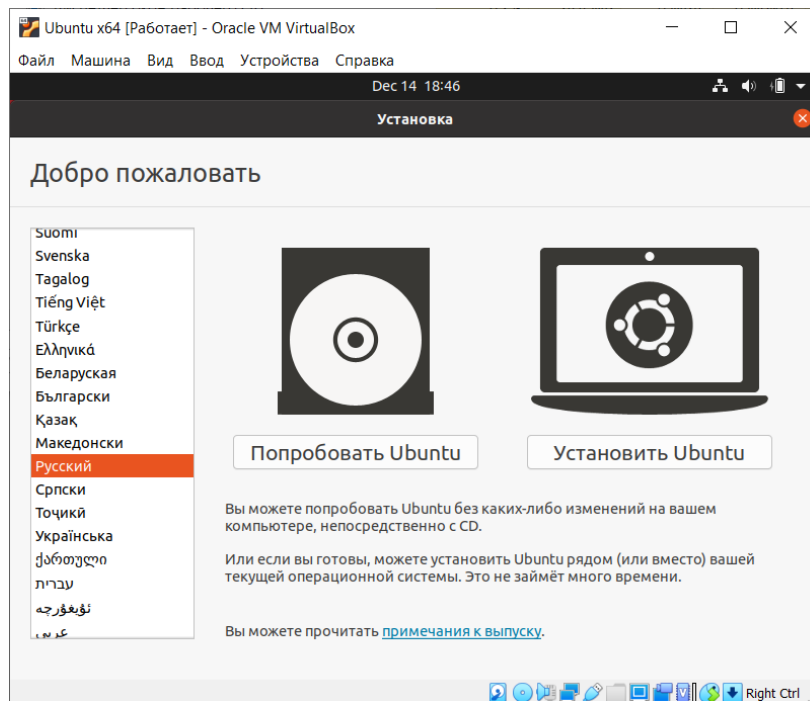 Ubuntu x64 [Работает] - Oracle VM VirtualBox
Файл Машина Вид Ввод Устройства Справка
Dec 14 18:46
Установка
Добро пожаловать
Suomi
Svenska
Tagalog
Tiếng Việt
Türkçe
Ελληνικά
Беларуская
Български
Қазақ
Македонски
Русский
Српски
Тоҷикӣ
Українська
ქართული
עברית
ئۇيغۇرچە
عربي
Попробовать Ubuntu
Установить Ubuntu
Вы можете попробовать Ubuntu без каких-либо изменений на вашем
компьютере, непосредственно с CD.
Или если вы готовы, можете установить Ubuntu рядом (или вместо) вашей
текущей операционной системы. Это не займёт много времени.
Вы можете прочитать примечания к выпуску.
Right Ctrl